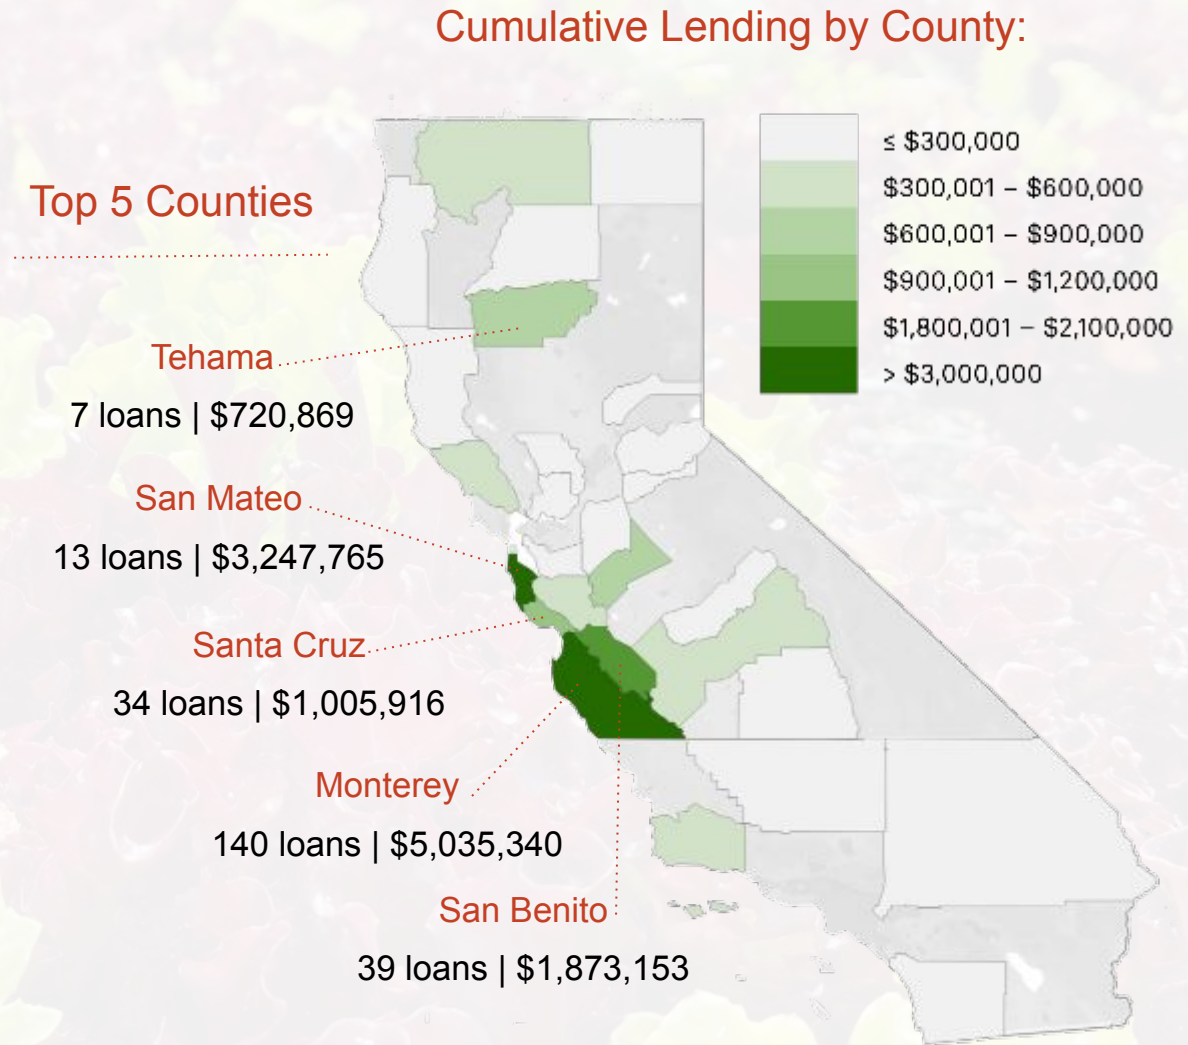 Cumulative Lending by County:
≤ $300,000
$300,001 – $600,000
$600,001 – $900,000
$900,001 – $1,200,000
$1,800,001 – $2,100,000
> $3,000,000
Top 5 Counties
Tehama
7 loans | $720,869
San Mateo
13 loans | $3,247,765
Santa Cruz
34 loans | $1,005,916
Monterey
140 loans | $5,035,340
San Benito
39 loans | $1,873,153